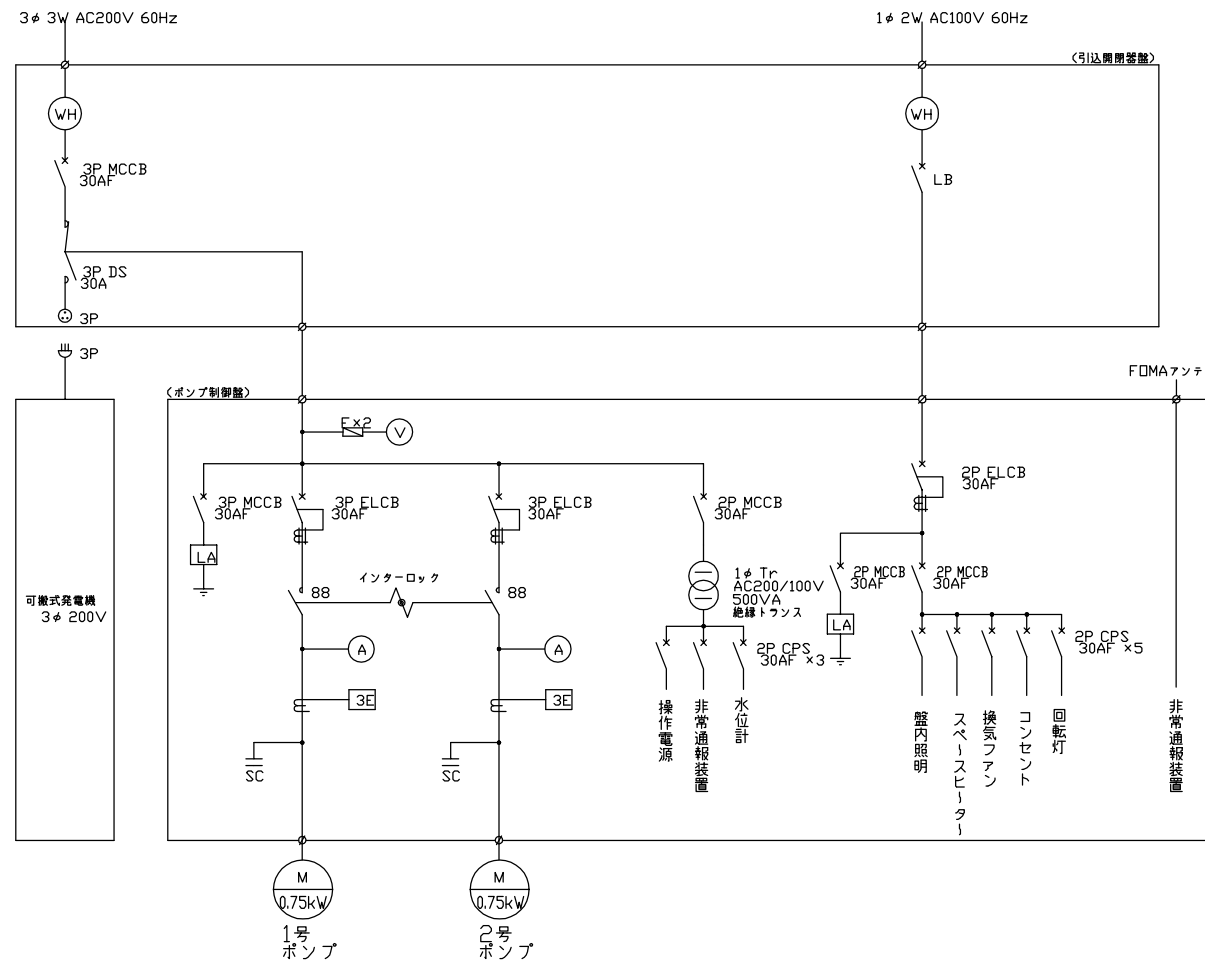 3φ 3W AC200V 60Hz
1φ 2W AC100V 60Hz
(引込開閉器盤)
WH
WH
3P MCCB
30AF
LB
3P DS
30A
3P
3P
FOMAアンテ
(ポンプ制御盤)
F×2
V
3P MCCB
30AF
3P ELCB
30AF
3P ELCB
30AF
2P MCCB
30AF
2P ELCB
30AF
LA
インターロック
88
88
1φ Tr
AC200/100V
500VA
絶縁トランス
2P MCCB
30AF
2P MCCB
30AF
LA
可搬式発電機
3φ 200V
A
A
2P CPS
30AF ×3
2P CPS
30AF ×5
3E
3E
操作電源
非常通報装置
水位計
盤内照明
スペースヒーター
換気ファン
コンセント
回転灯
非常通報装置
SC
SC
M
0.75kW
M
0.75kW
1号
ポンプ
2号
ポンプ